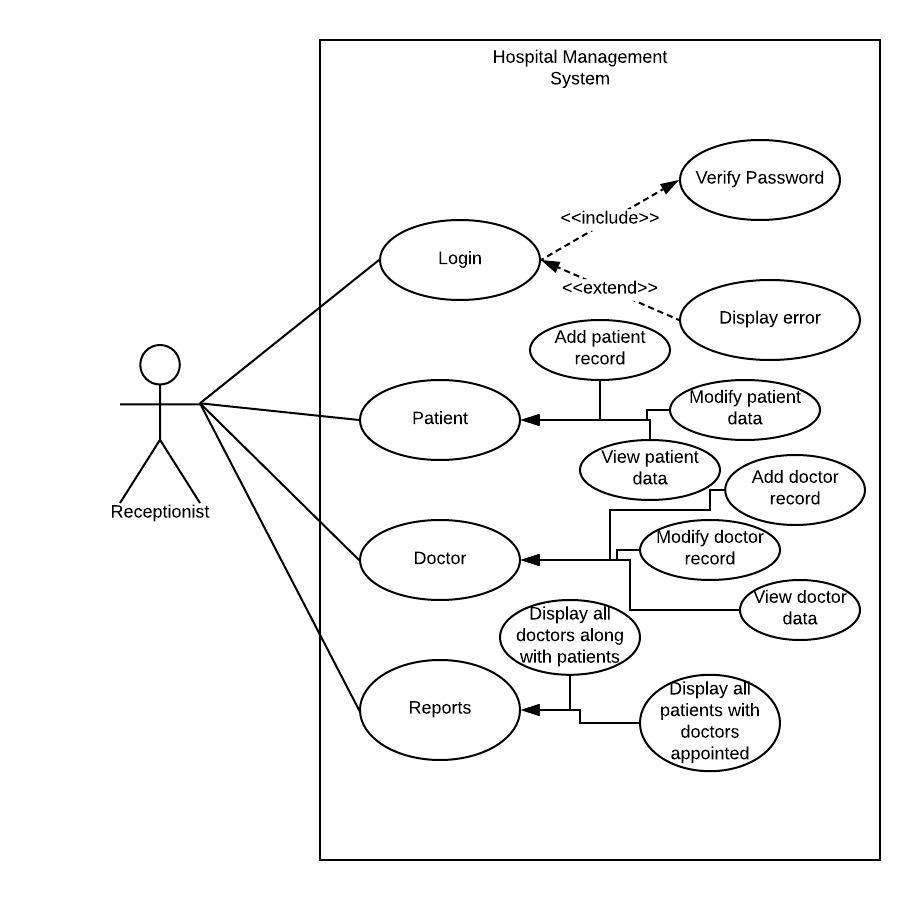 Hospital Management
System
Verify Password
<<include>>
Login
<<extend>>
Display error
Add patient
record
Modify patient
data
Patient
View patient
data
Add doctor
record
Modify doctor
record
Receptionist
Doctor
View doctor
data
Display all
doctors along
with patients
Reports
Display all
patients with
doctors
appointed